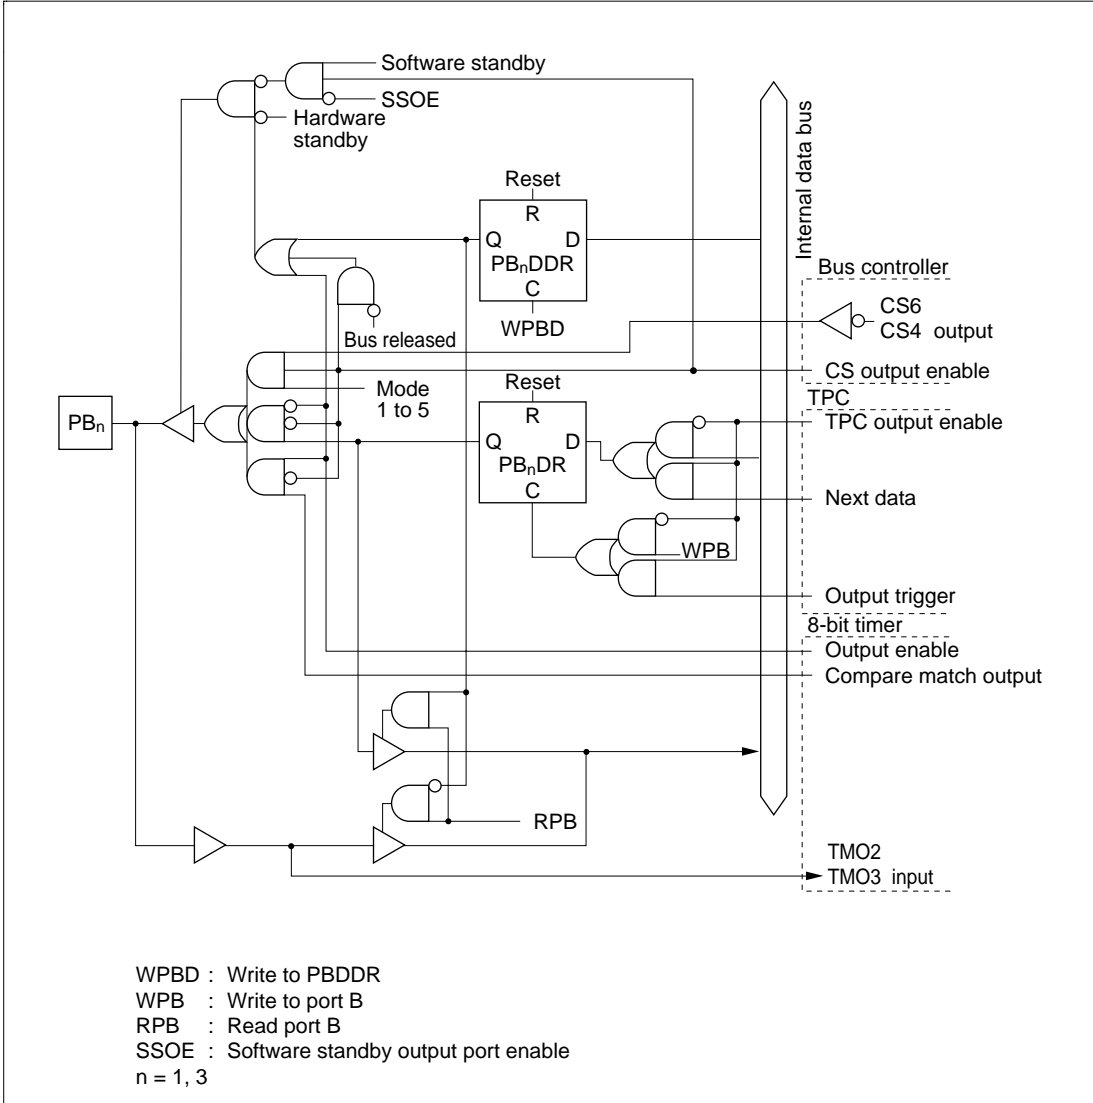 Software standby
SSOE
Hardware
standby
Internal data bus
Reset
R
Q D
PBnDDR
C
WPBD
Bus controller
CS6
CS4 output
Bus released
CS output enable
Mode
1 to 5
Reset
TPC
PBn
R
TPC output enable
Q D
PBnDR
C
Next data
WPB
Output trigger
8-bit timer
Output enable
Compare match output
RPB
TMO2
TMO3 input
WPBD : Write to PBDDR
WPB : Write to port B
RPB : Read port B
SSOE : Software standby output port enable
n = 1, 3